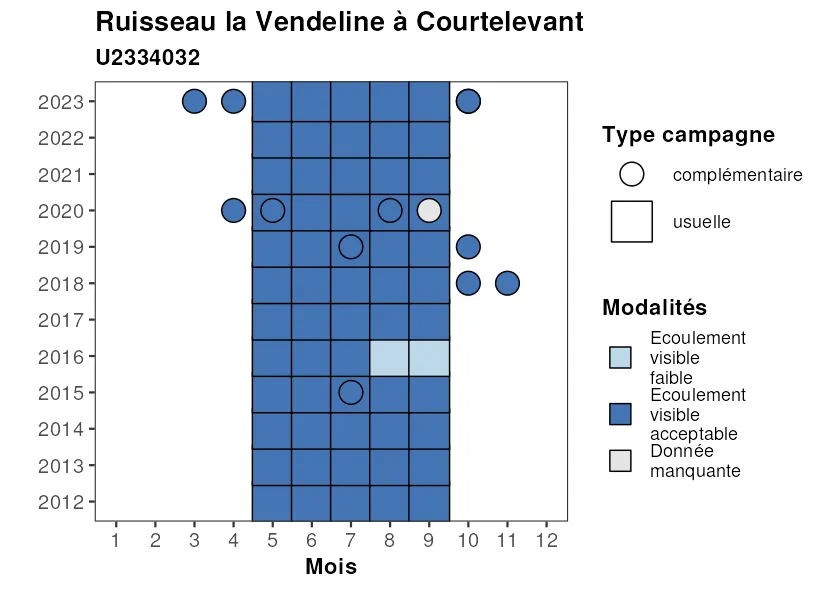 Ruisseau la Vendeline à Courtelevant
U2334032
2023
2022
2021
2020
2019
2018
2017
2016
2015
2014
2013
2012
1 2 3 4 5 6 7 8 9 10 11 12
Mois
Type campagne
complémentaire
usuelle
Modalités
Ecoulement
visible
faible
Ecoulement
visible
acceptable
Donnée
manquante